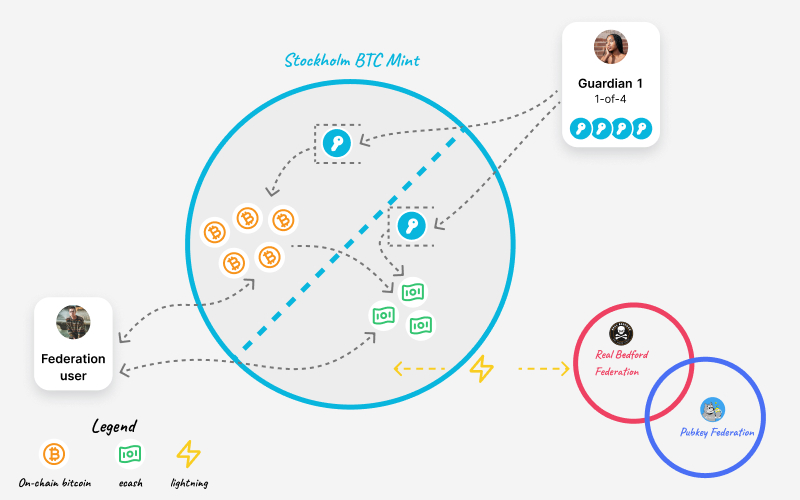 Stockholm BTC Mint
Guardian 1
1-of-4
Federation
user
Real Bedford
Federation
Pubkey Federation
Legend
On-chain bitcoin
ecash
lightning